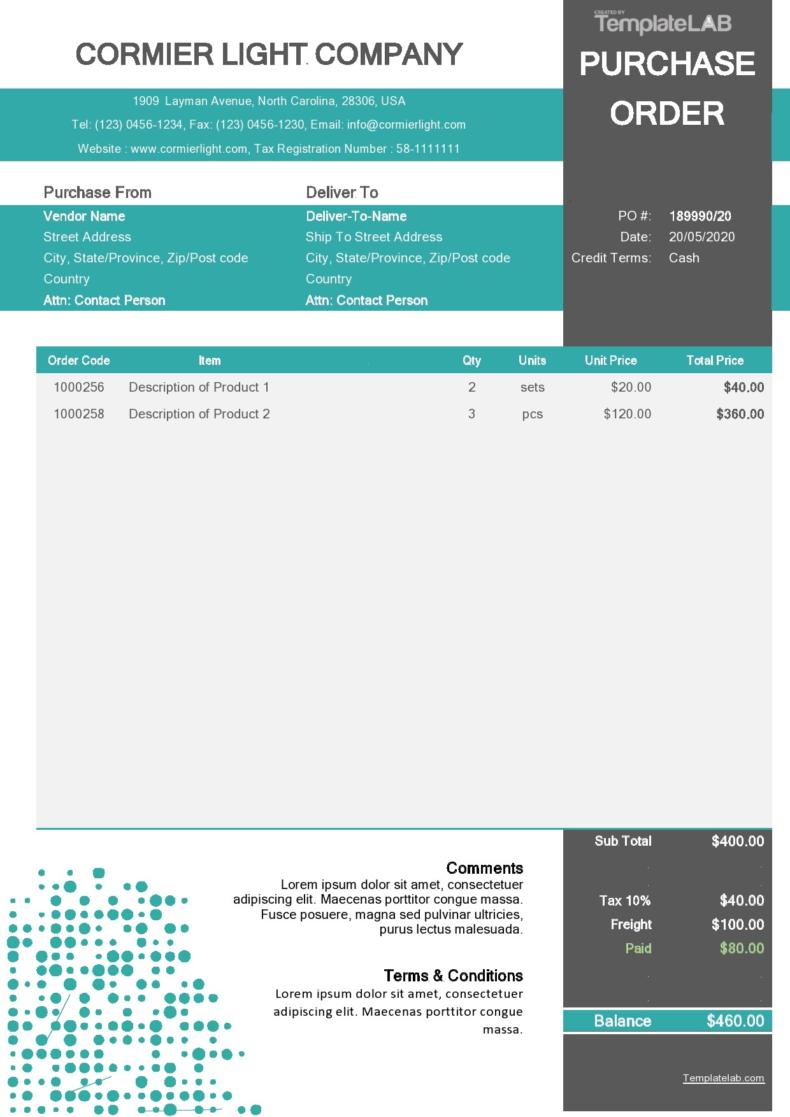 CREATED BY
TemplateLAB
CORMIER LIGHT COMPANY
PURCHASE
ORDER
1909 Layman Avenue, North Carolina, 28306, USA
Tel: (123) 0456-1234, Fax: (123) 0456-1230, Email: info@cormierlight.com
Website : www.cormierlight.com, Tax Registration Number : 58-1111111
Purchase From Deliver To
Vendor Name Deliver-To-Name PO #: 189990/20
Street Address Ship To Street Address Date: 20/05/2020
City, State/Province, Zip/Post code City, State/Province, Zip/Post code Credit Terms: Cash
Country Country
Attn: Contact Person Attn: Contact Person
Order Code Item Qty Units Unit Price Total Price
1000256 Description of Product 1 2 sets $20.00 $40.00
1000258 Description of Product 2 3 pcs $120.00 $360.00
Sub Total $400.00
Comments
Lorem ipsum dolor sit amet, consectetuer
adipiscing elit. Maecenas porttitor congue massa.
Fusce posuere, magna sed pulvinar ultricies,
purus lectus malesuada.
Tax 10% $40.00
Freight $100.00
Paid $80.00
Terms & Conditions
Lorem ipsum dolor sit amet, consectetuer
adipiscing elit. Maecenas porttitor congue
massa.
Balance $460.00
Templatelab.com